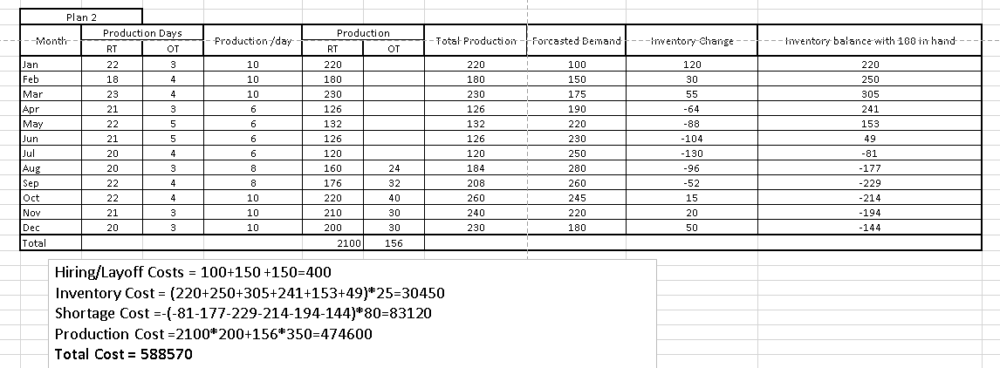 Plan 2
Month Production Days Production /day Production Total Production Forcasted Demand Inventory Change Inventory balance with 100 in hand
RT OT RT OT
Jan 22 3 10 220 220 100 120 220
Feb 18 4 10 180 180 150 30 250
Mar 23 4 10 230 230 175 55 305
Apr 21 3 6 126 126 190 -64 241
May 22 5 6 132 132 220 -88 153
Jun 21 5 6 126 126 230 -104 49
Jul 20 4 6 120 120 250 -130 -81
Aug 20 3 8 160 24 184 280 -96 -177
Sep 22 4 8 176 32 208 260 -52 -229
Oct 22 4 10 220 40 260 245 15 -214
Nov 21 3 10 210 30 240 220 20 -194
Dec 20 3 10 200 30 230 180 50 -144
Total 2100 156
Hiring/Layoff Costs = 100+150 +150=400
Inventory Cost = (220+250+305+241+153+49)*25=30450
Shortage Cost =-(-81-177-229-214-194-144)*80=83120
Production Cost =2100*200+156*350=474600
Total Cost = 588570